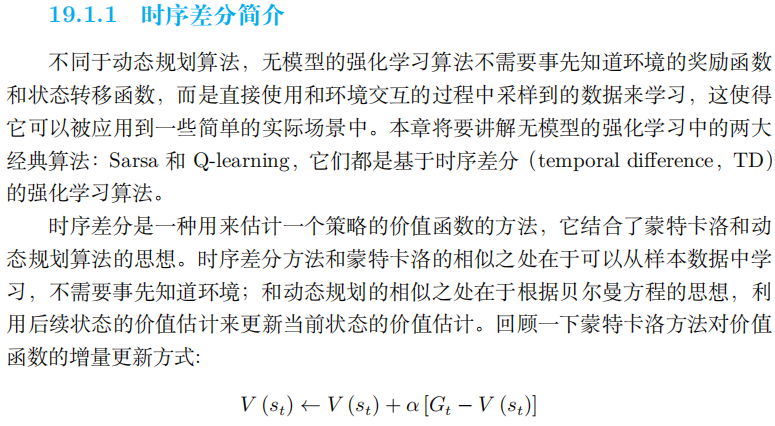 19.1.1 时序差分简介
不同于动态规划算法，无模型的强化学习算法不需要事先知道环境的奖励函数
和状态转移函数，而是直接使用和环境交互的过程中采样到的数据来学习，这使得
它可以被应用到一些简单的实际场景中。本章将要讲解无模型的强化学习中的两大
经典算法：Sarsa 和 Q-learning，它们都是基于时序差分（temporal difference，TD）
的强化学习算法。
时序差分是一种用来估计一个策略的价值函数的方法，它结合了蒙特卡洛和动
态规划算法的思想。时序差分方法和蒙特卡洛的相似之处在于可以从样本数据中学
习，不需要事先知道环境；和动态规划的相似之处在于根据贝尔曼方程的思想，利
用后续状态的价值估计来更新当前状态的价值估计。回顾一下蒙特卡洛方法对价值
函数的增量更新方式：
V (s_t) ← V (s_t) + α [G_t − V (s_t)]